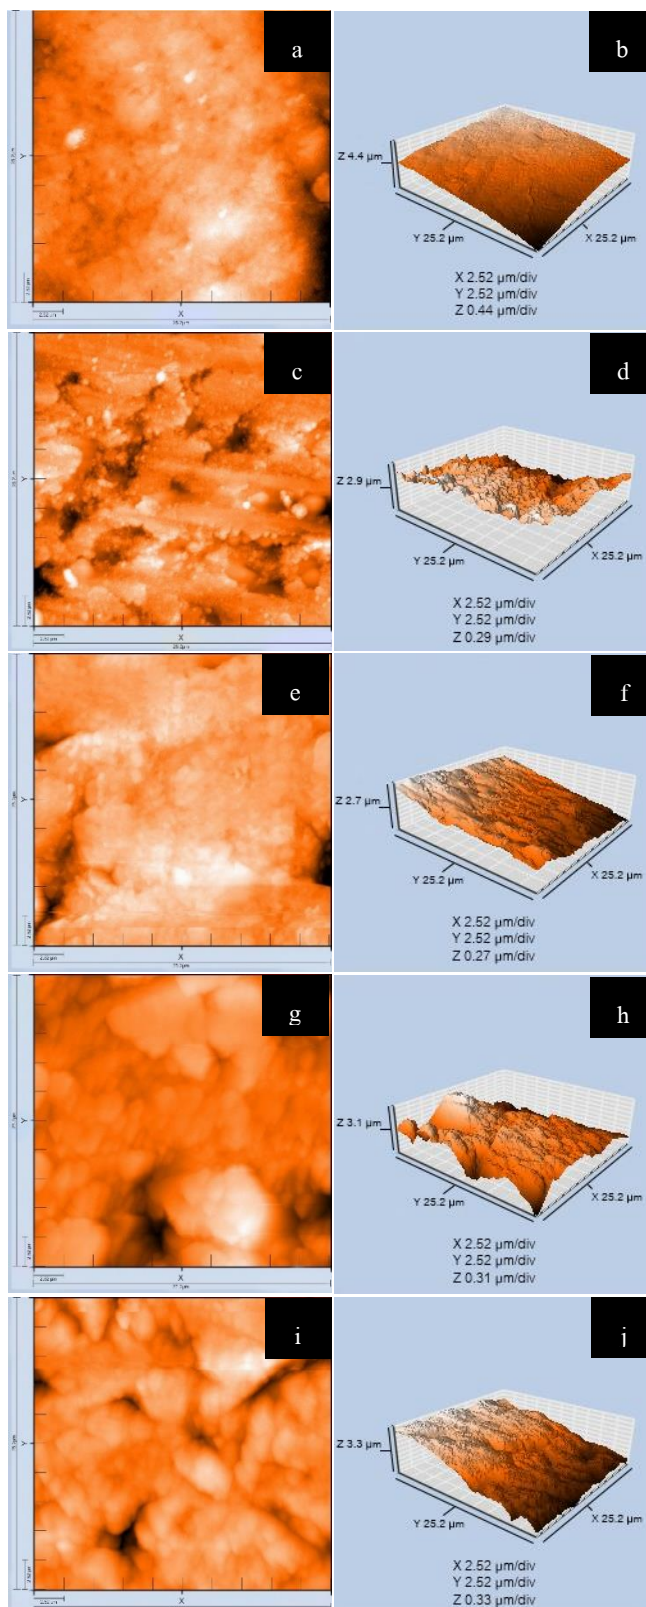 a
b
Y
X
Z 4.4 µm
Y 25.2 µm
X 25.2 µm
X 2.52 µm/div
Y 2.52 µm/div
Z 0.44 µm/div
c
d
Y
X
Z 2.9 µm
Y 25.2 µm
X 25.2 µm
X 2.52 µm/div
Y 2.52 µm/div
Z 0.29 µm/div
e
f
Y
X
Z 2.7 µm
Y 25.2 µm
X 25.2 µm
X 2.52 µm/div
Y 2.52 µm/div
Z 0.27 µm/div
g
h
Y
X
Z 3.1 µm
Y 25.2 µm
X 25.2 µm
X 2.52 µm/div
Y 2.52 µm/div
Z 0.31 µm/div
i
j
Y
X
Z 3.3 µm
Y 25.2 µm
X 25.2 µm
X 2.52 µm/div
Y 2.52 µm/div
Z 0.33 µm/div